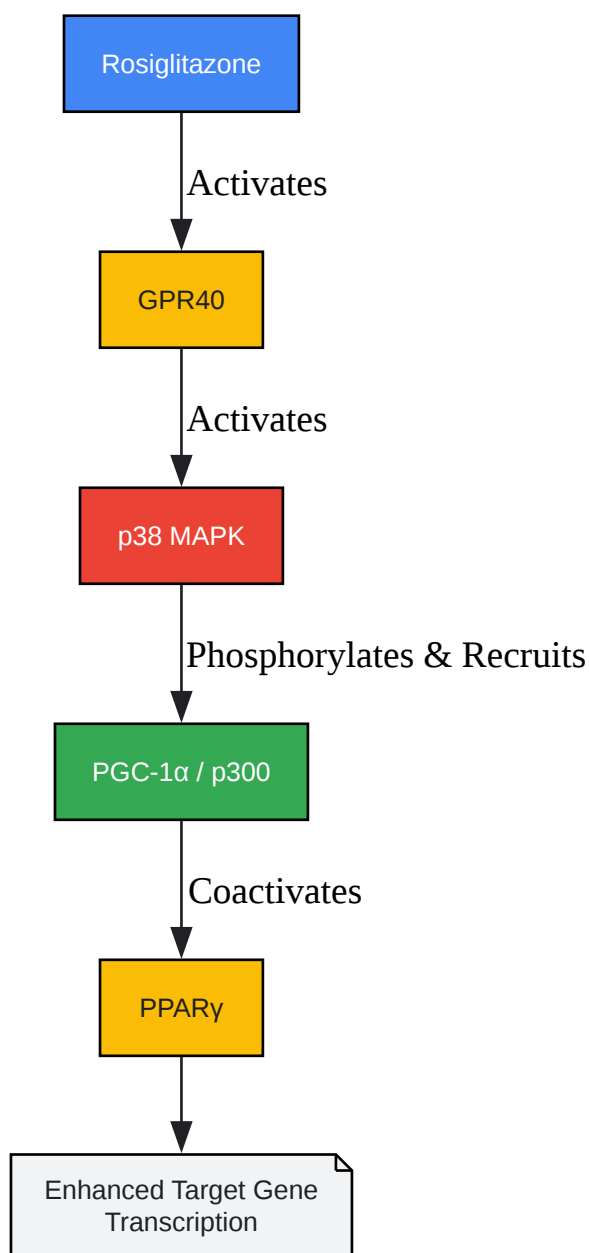 Rosiglitazone
Activates
GPR40
Activates
p38 MAPK
Phosphorylates & Recruits
PGC-1α / p300
Coactivates
PPARγ
Enhanced Target Gene
Transcription